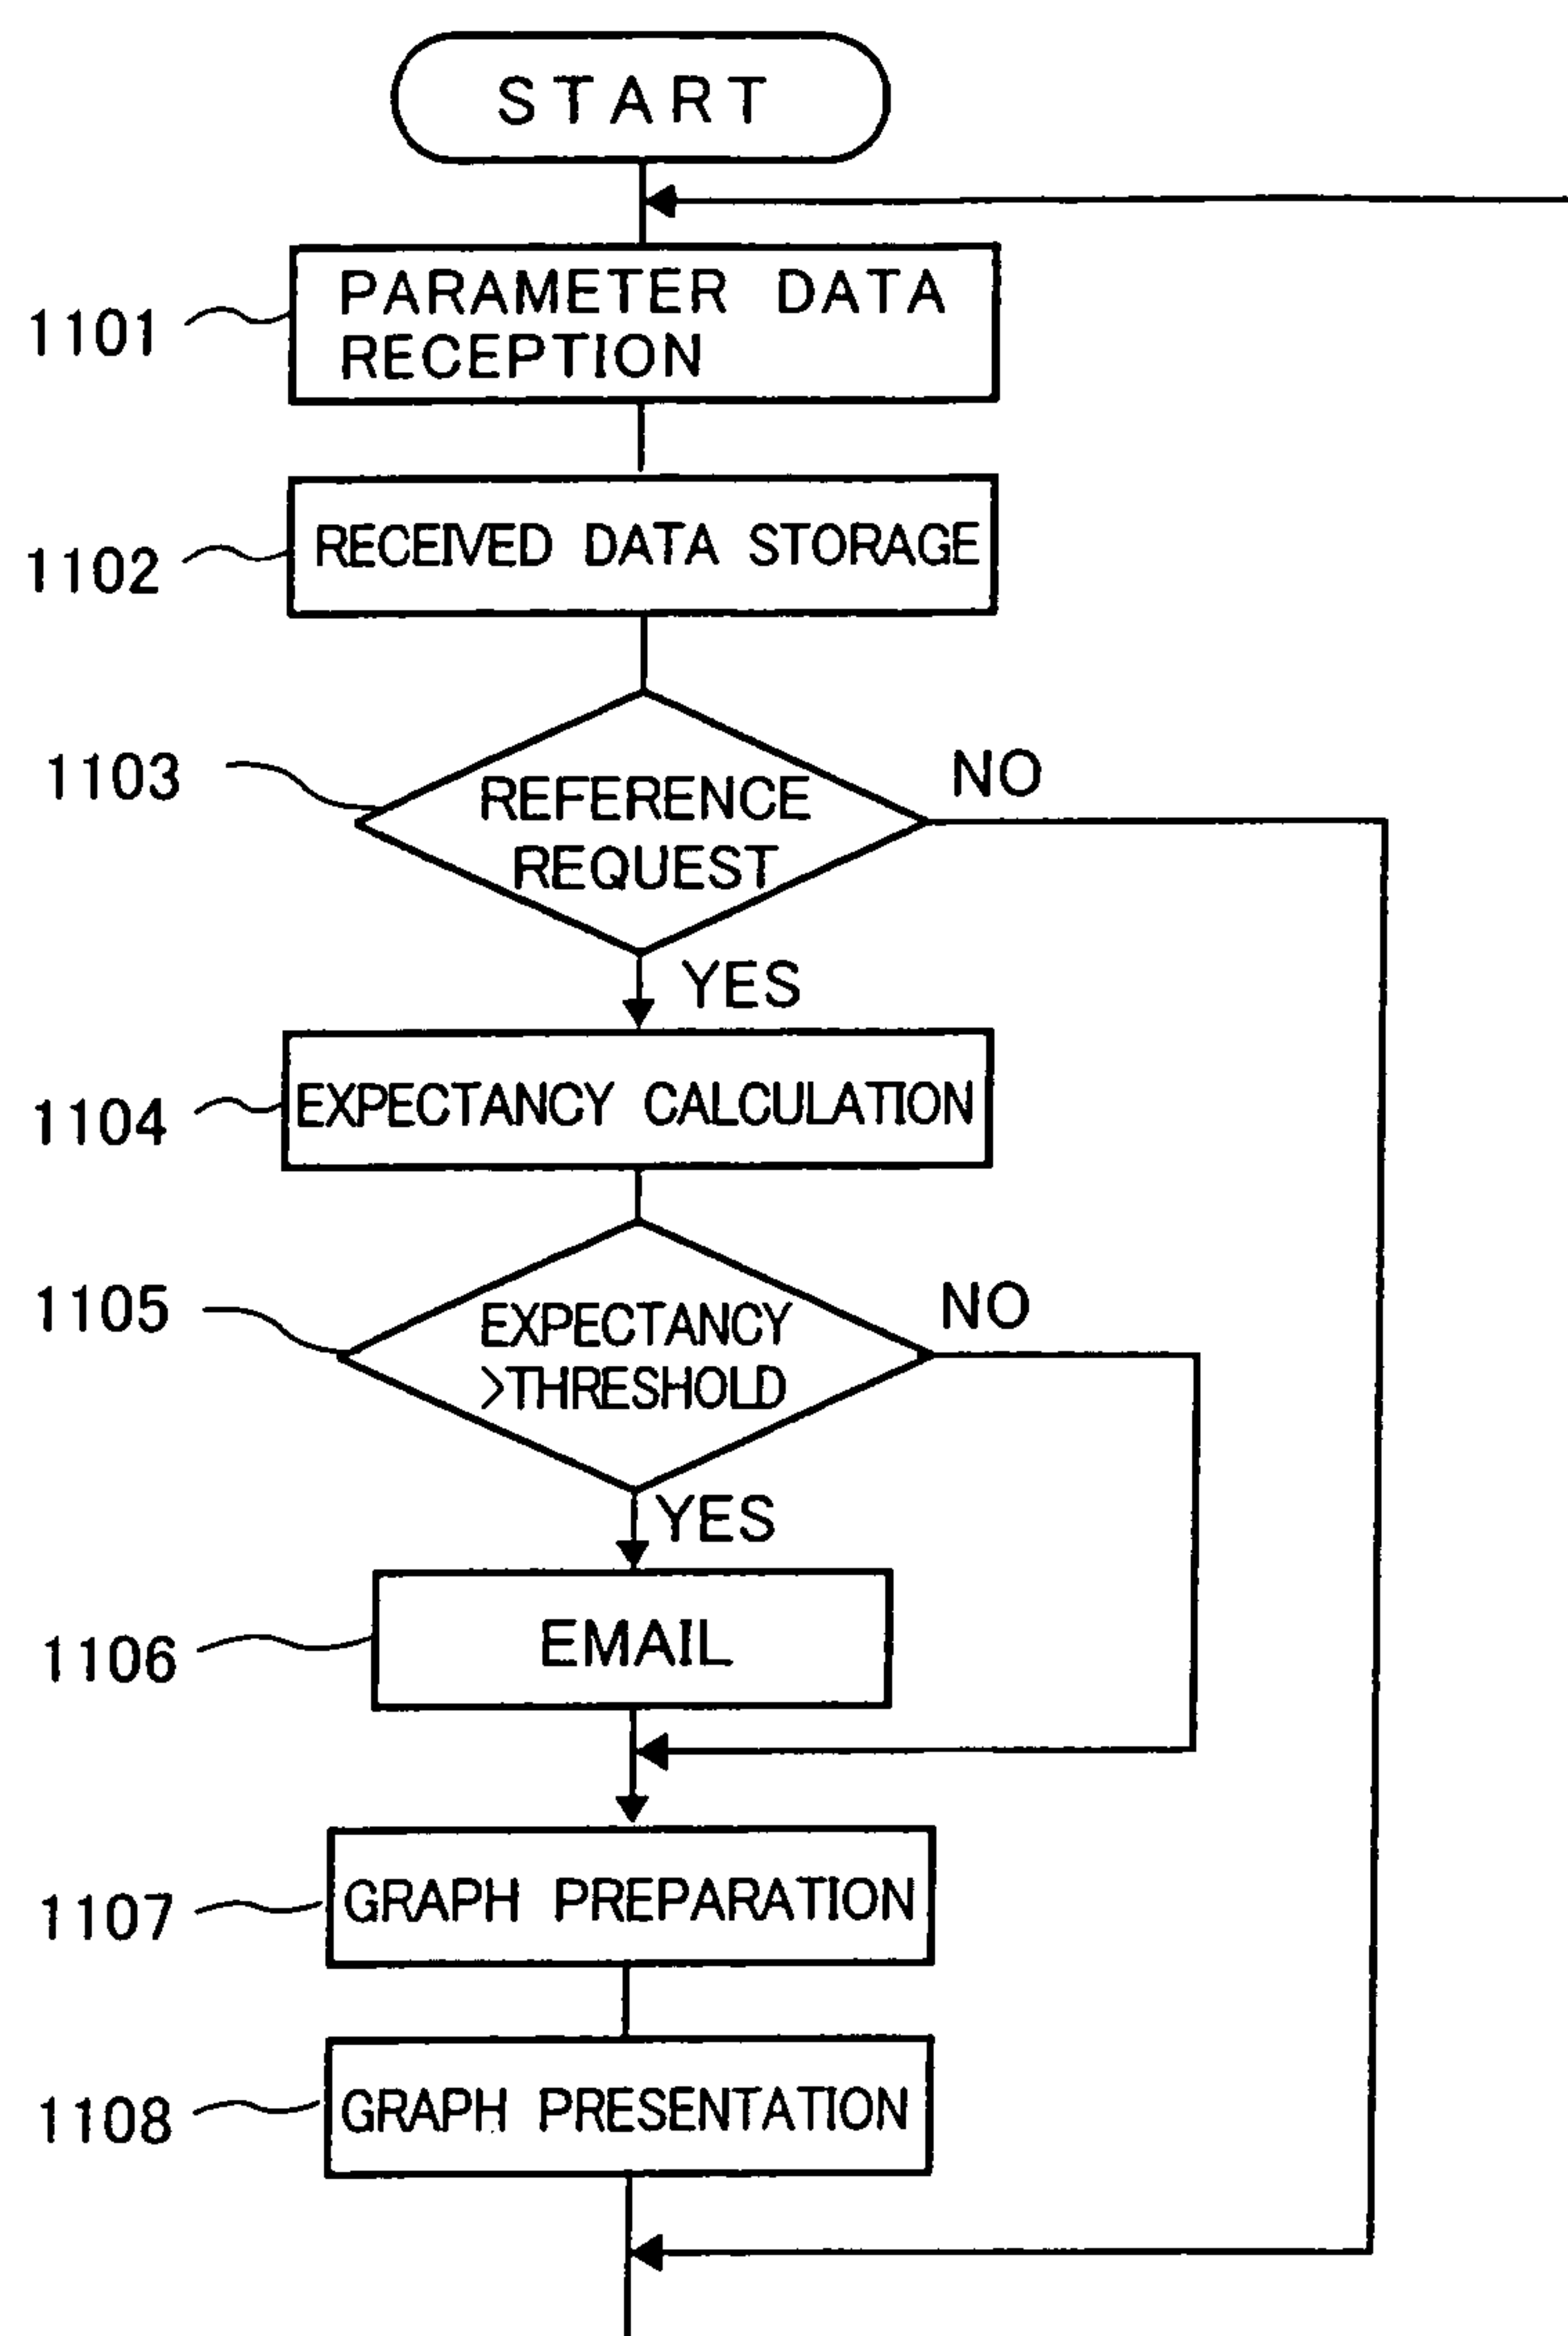 START
1101
PARAMETER DATA
RECEPTION
1102
RECEIVED DATA STORAGE
1103
REFERENCE
REQUEST
NO
YES
1104
EXPECTANCY CALCULATION
1105
EXPECTANCY
>THRESHOLD
NO
YES
1106
EMAIL
1107
GRAPH PREPARATION
1108
GRAPH PRESENTATION